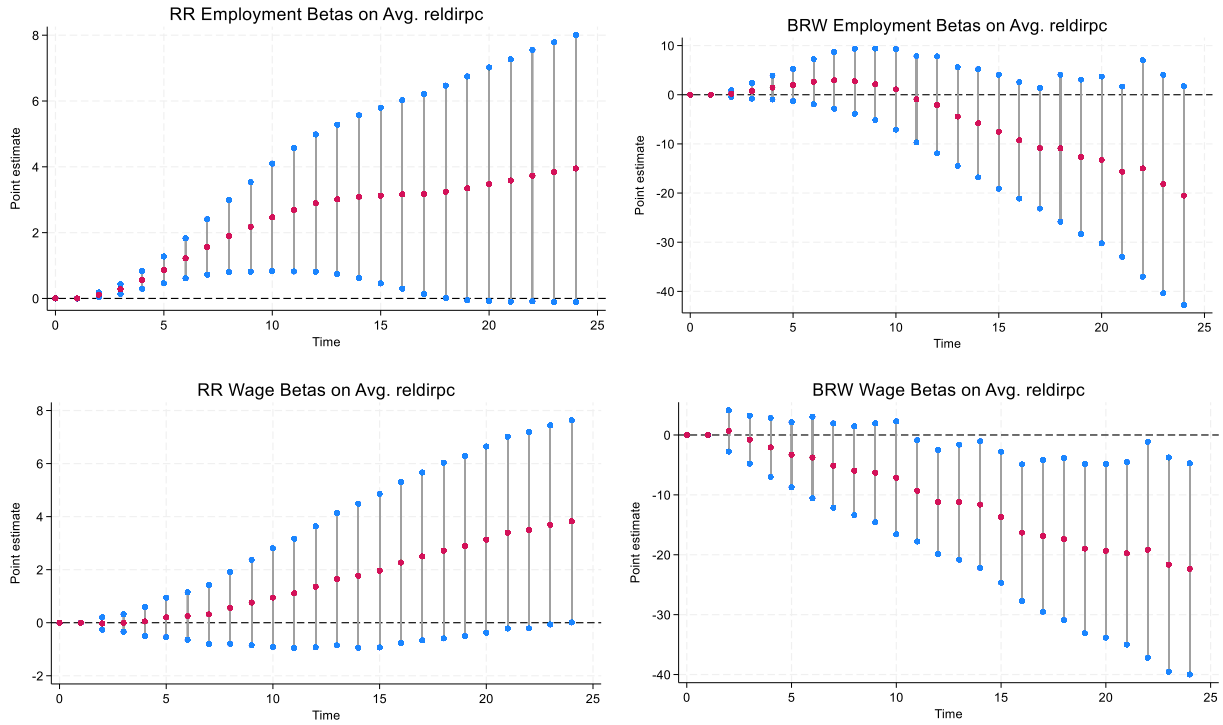 RR Employment Betas on Avg. reldirpc
8
6
4
2
0
Point estimate
0 5 10 15 20 25
Time
BRW Employment Betas on Avg. reldirpc
10
0
-10
-20
-30
-40
Point estimate
0 5 10 15 20 25
Time
RR Wage Betas on Avg. reldirpc
8
6
4
2
0
-2
Point estimate
0 5 10 15 20 25
Time
BRW Wage Betas on Avg. reldirpc
0
-10
-20
-30
-40
Point estimate
0 5 10 15 20 25
Time